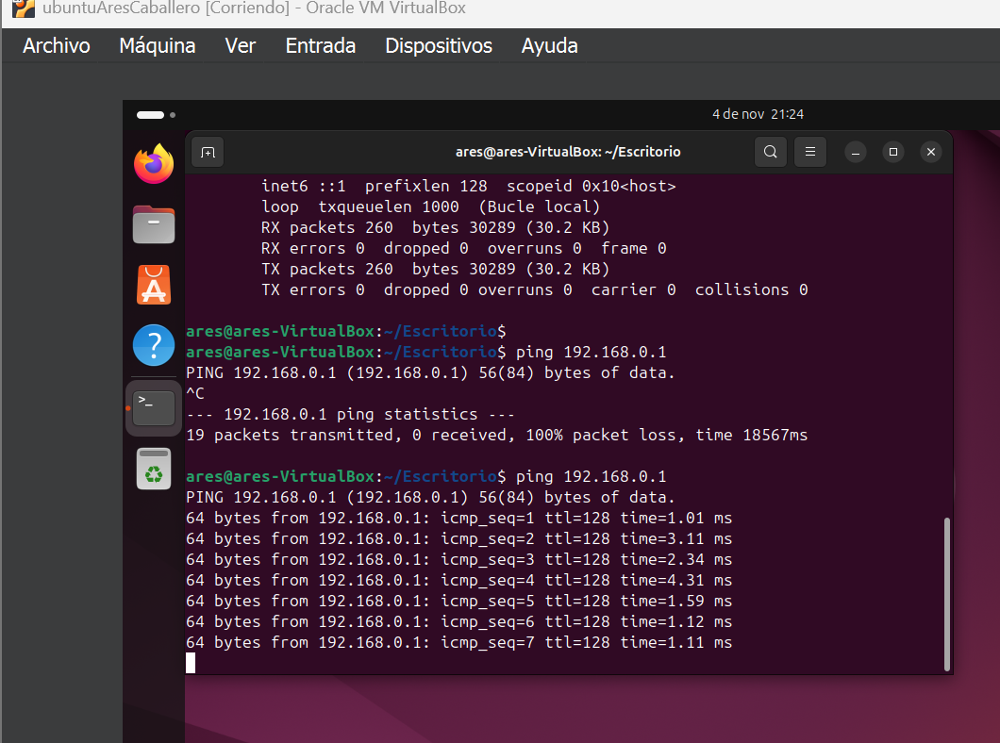 ubuntuAresCaballero [Corriendo] - Oracle VM VirtualBox
Archivo Máquina Ver Entrada Dispositivos Ayuda
4 de nov 21:24
ares@ares-VirtualBox: ~/Escritorio
inet6 ::1  prefixlen 128  scopeid 0x10<host>
loop  txqueuelen 1000  (Bucle local)
RX packets 260  bytes 30289 (30.2 KB)
RX errors 0  dropped 0  overruns 0  frame 0
TX packets 260  bytes 30289 (30.2 KB)
TX errors 0  dropped 0 overruns 0  carrier 0  collisions 0
ares@ares-VirtualBox:~/Escritorio$
ares@ares-VirtualBox:~/Escritorio$ ping 192.168.0.1
PING 192.168.0.1 (192.168.0.1) 56(84) bytes of data.
^C
--- 192.168.0.1 ping statistics ---
19 packets transmitted, 0 received, 100% packet loss, time 18567ms
ares@ares-VirtualBox:~/Escritorio$ ping 192.168.0.1
PING 192.168.0.1 (192.168.0.1) 56(84) bytes of data.
64 bytes from 192.168.0.1: icmp_seq=1 ttl=128 time=1.01 ms
64 bytes from 192.168.0.1: icmp_seq=2 ttl=128 time=3.11 ms
64 bytes from 192.168.0.1: icmp_seq=3 ttl=128 time=2.34 ms
64 bytes from 192.168.0.1: icmp_seq=4 ttl=128 time=4.31 ms
64 bytes from 192.168.0.1: icmp_seq=5 ttl=128 time=1.59 ms
64 bytes from 192.168.0.1: icmp_seq=6 ttl=128 time=1.12 ms
64 bytes from 192.168.0.1: icmp_seq=7 ttl=128 time=1.11 ms